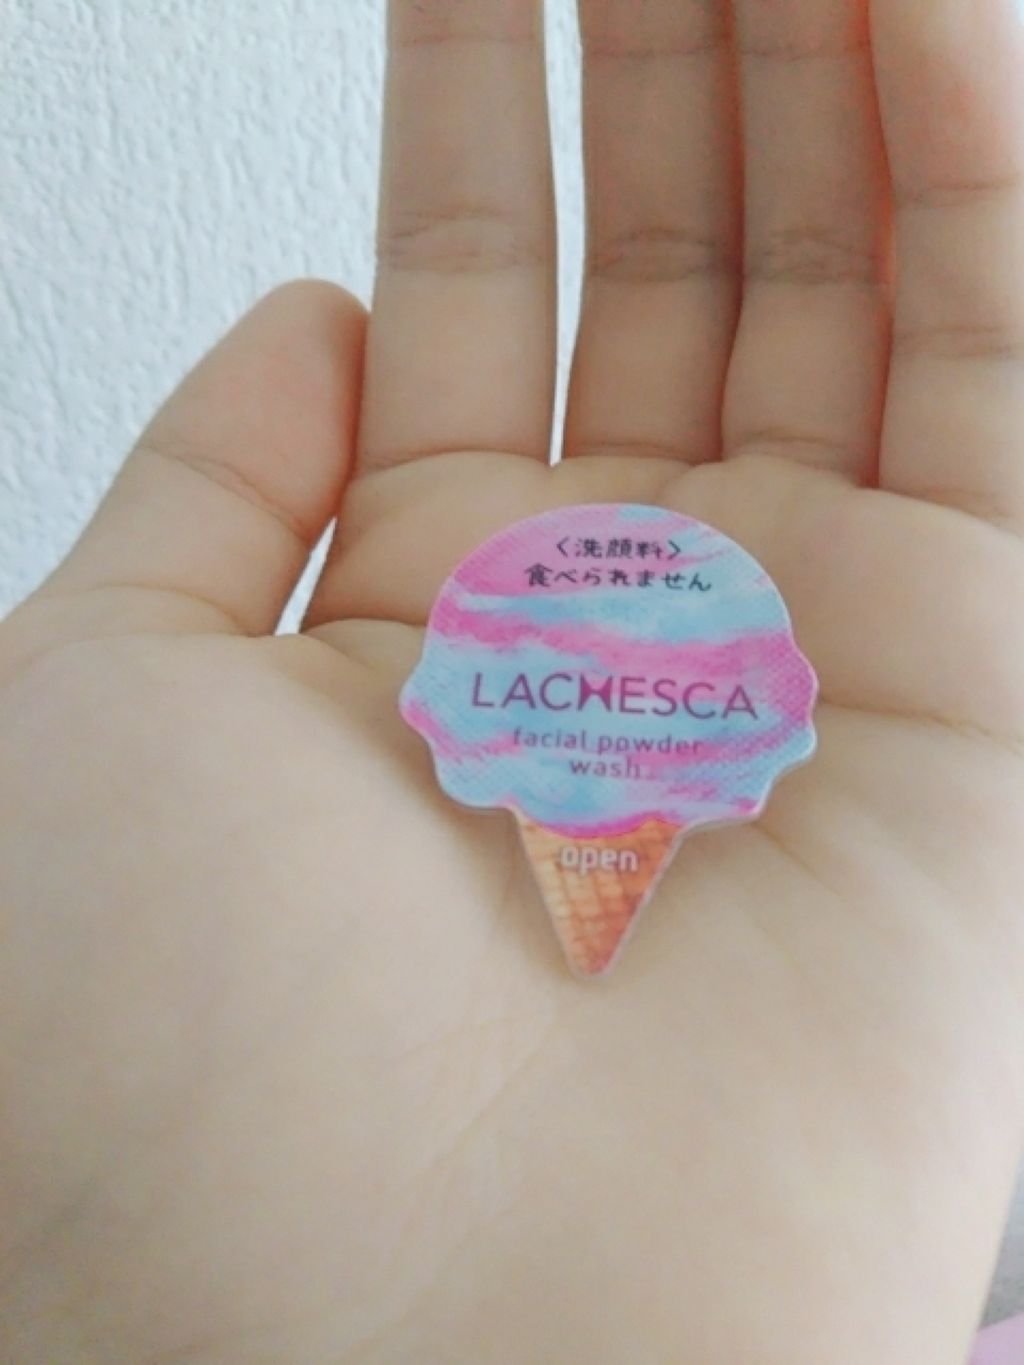 〈洗顔料〉
食べられません
LACHESCA
facial powder
wash
open